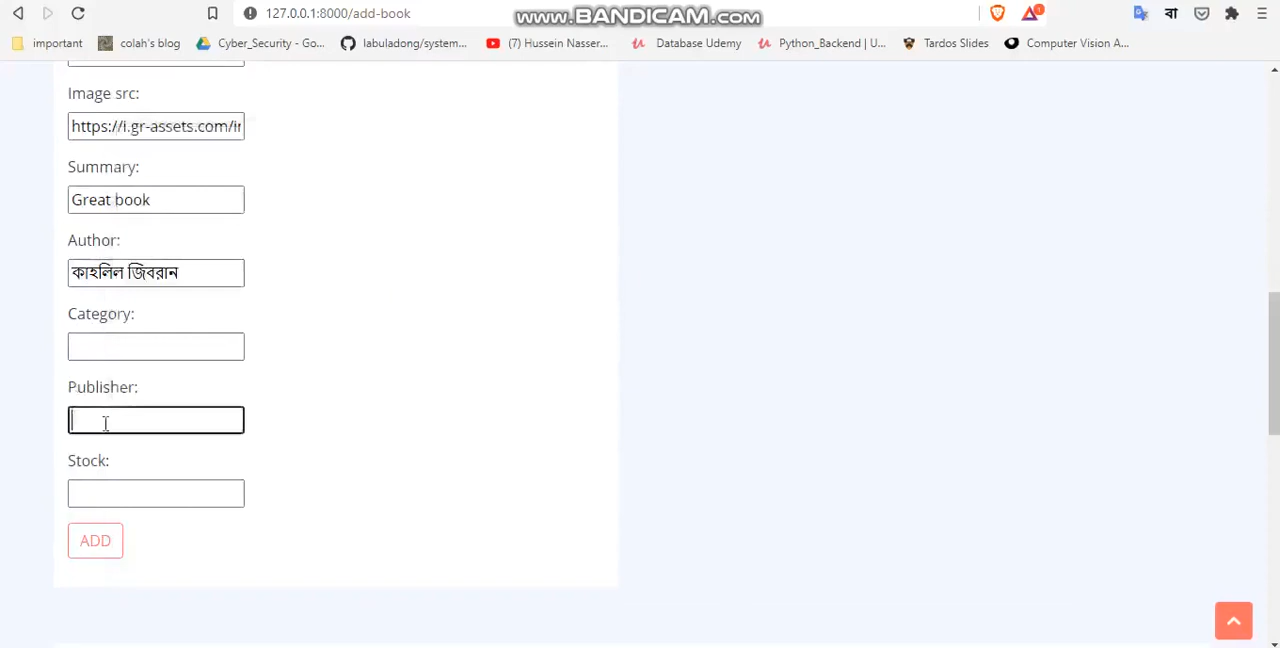 127.0.0.1:8000/add-book
www.BANDICAM.com
1
বা
important
colah's blog
Cyber_Security - Go...
labuladong/system...
(7) Hussein Nasser...
Database Udemy
Python_Backend | U...
Tardos Slides
Computer Vision A...
Image src:
https://i.gr-assets.com/ir
Summary:
Great book
Author:
কাহলিল জিবরান
Category:
Publisher:
Stock:
ADD